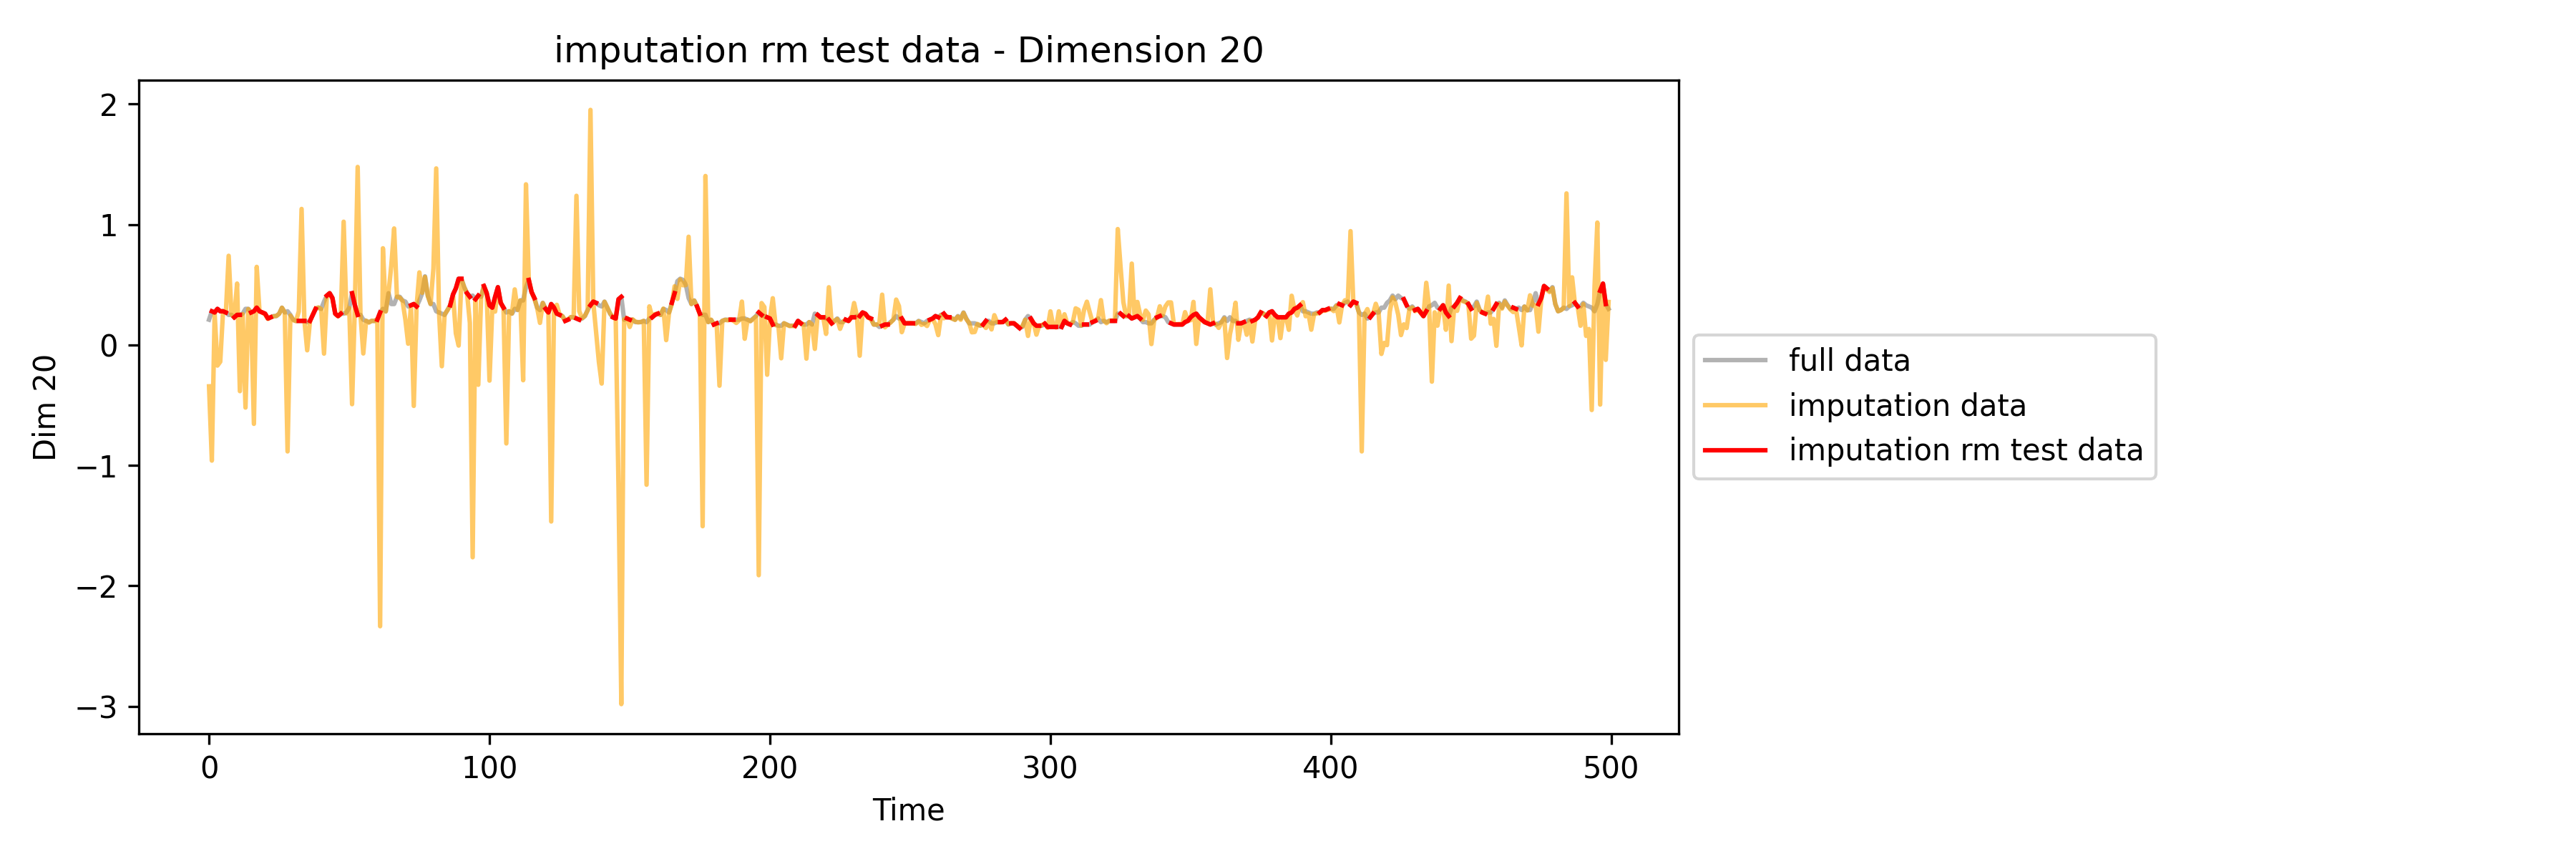 imputation rm test data - Dimension 20
2
1
0
−1
−2
−3
Dim 20
0
100
200
300
400
500
Time
full data
imputation data
imputation rm test data